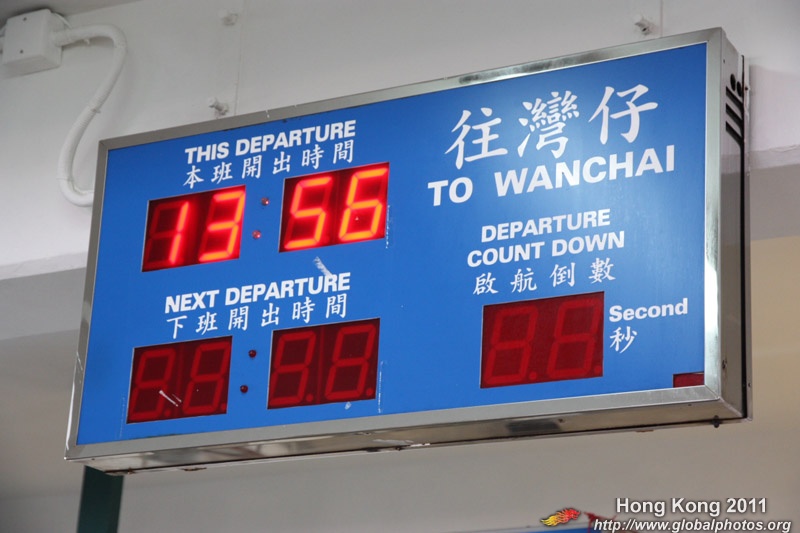 THIS DEPARTURE
本班開出時間
13:56
NEXT DEPARTURE
下班開出時間
往灣仔
TO WANCHAI
DEPARTURE
COUNT DOWN
啟航倒數
Second
秒
Hong Kong 2011
http://www.globalphotos.org